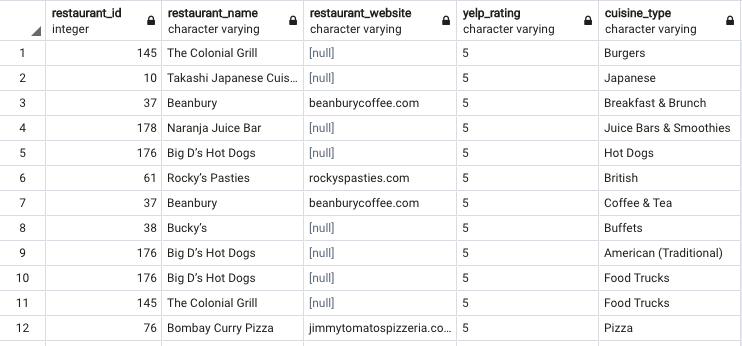 restaurant_id restaurant_name restaurant_website yelp_rating cuisine_type
integer character varying character varying character varying character varying
1 145 The Colonial Grill [null] 5 Burgers
2 10 Takashi Japanese Cuis... [null] 5 Japanese
3 37 Beanbury beanburycoffee.com 5 Breakfast & Brunch
4 178 Naranja Juice Bar [null] 5 Juice Bars & Smoothies
5 176 Big D’s Hot Dogs [null] 5 Hot Dogs
6 61 Rocky’s Pasties rockyspasties.com 5 British
7 37 Beanbury beanburycoffee.com 5 Coffee & Tea
8 38 Bucky’s [null] 5 Buffets
9 176 Big D’s Hot Dogs [null] 5 American (Traditional)
10 176 Big D’s Hot Dogs [null] 5 Food Trucks
11 145 The Colonial Grill [null] 5 Food Trucks
12 76 Bombay Curry Pizza jimmytomatospizzeria.co... 5 Pizza